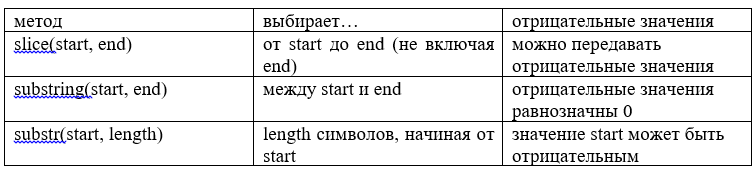 метод выбирает… отрицательные значения
slice(start, end) от start до end (не включая end) можно передавать отрицательные значения
substring(start, end) между start и end отрицательные значения равнозначны 0
substr(start, length) length символов, начиная от start значение start может быть отрицательным